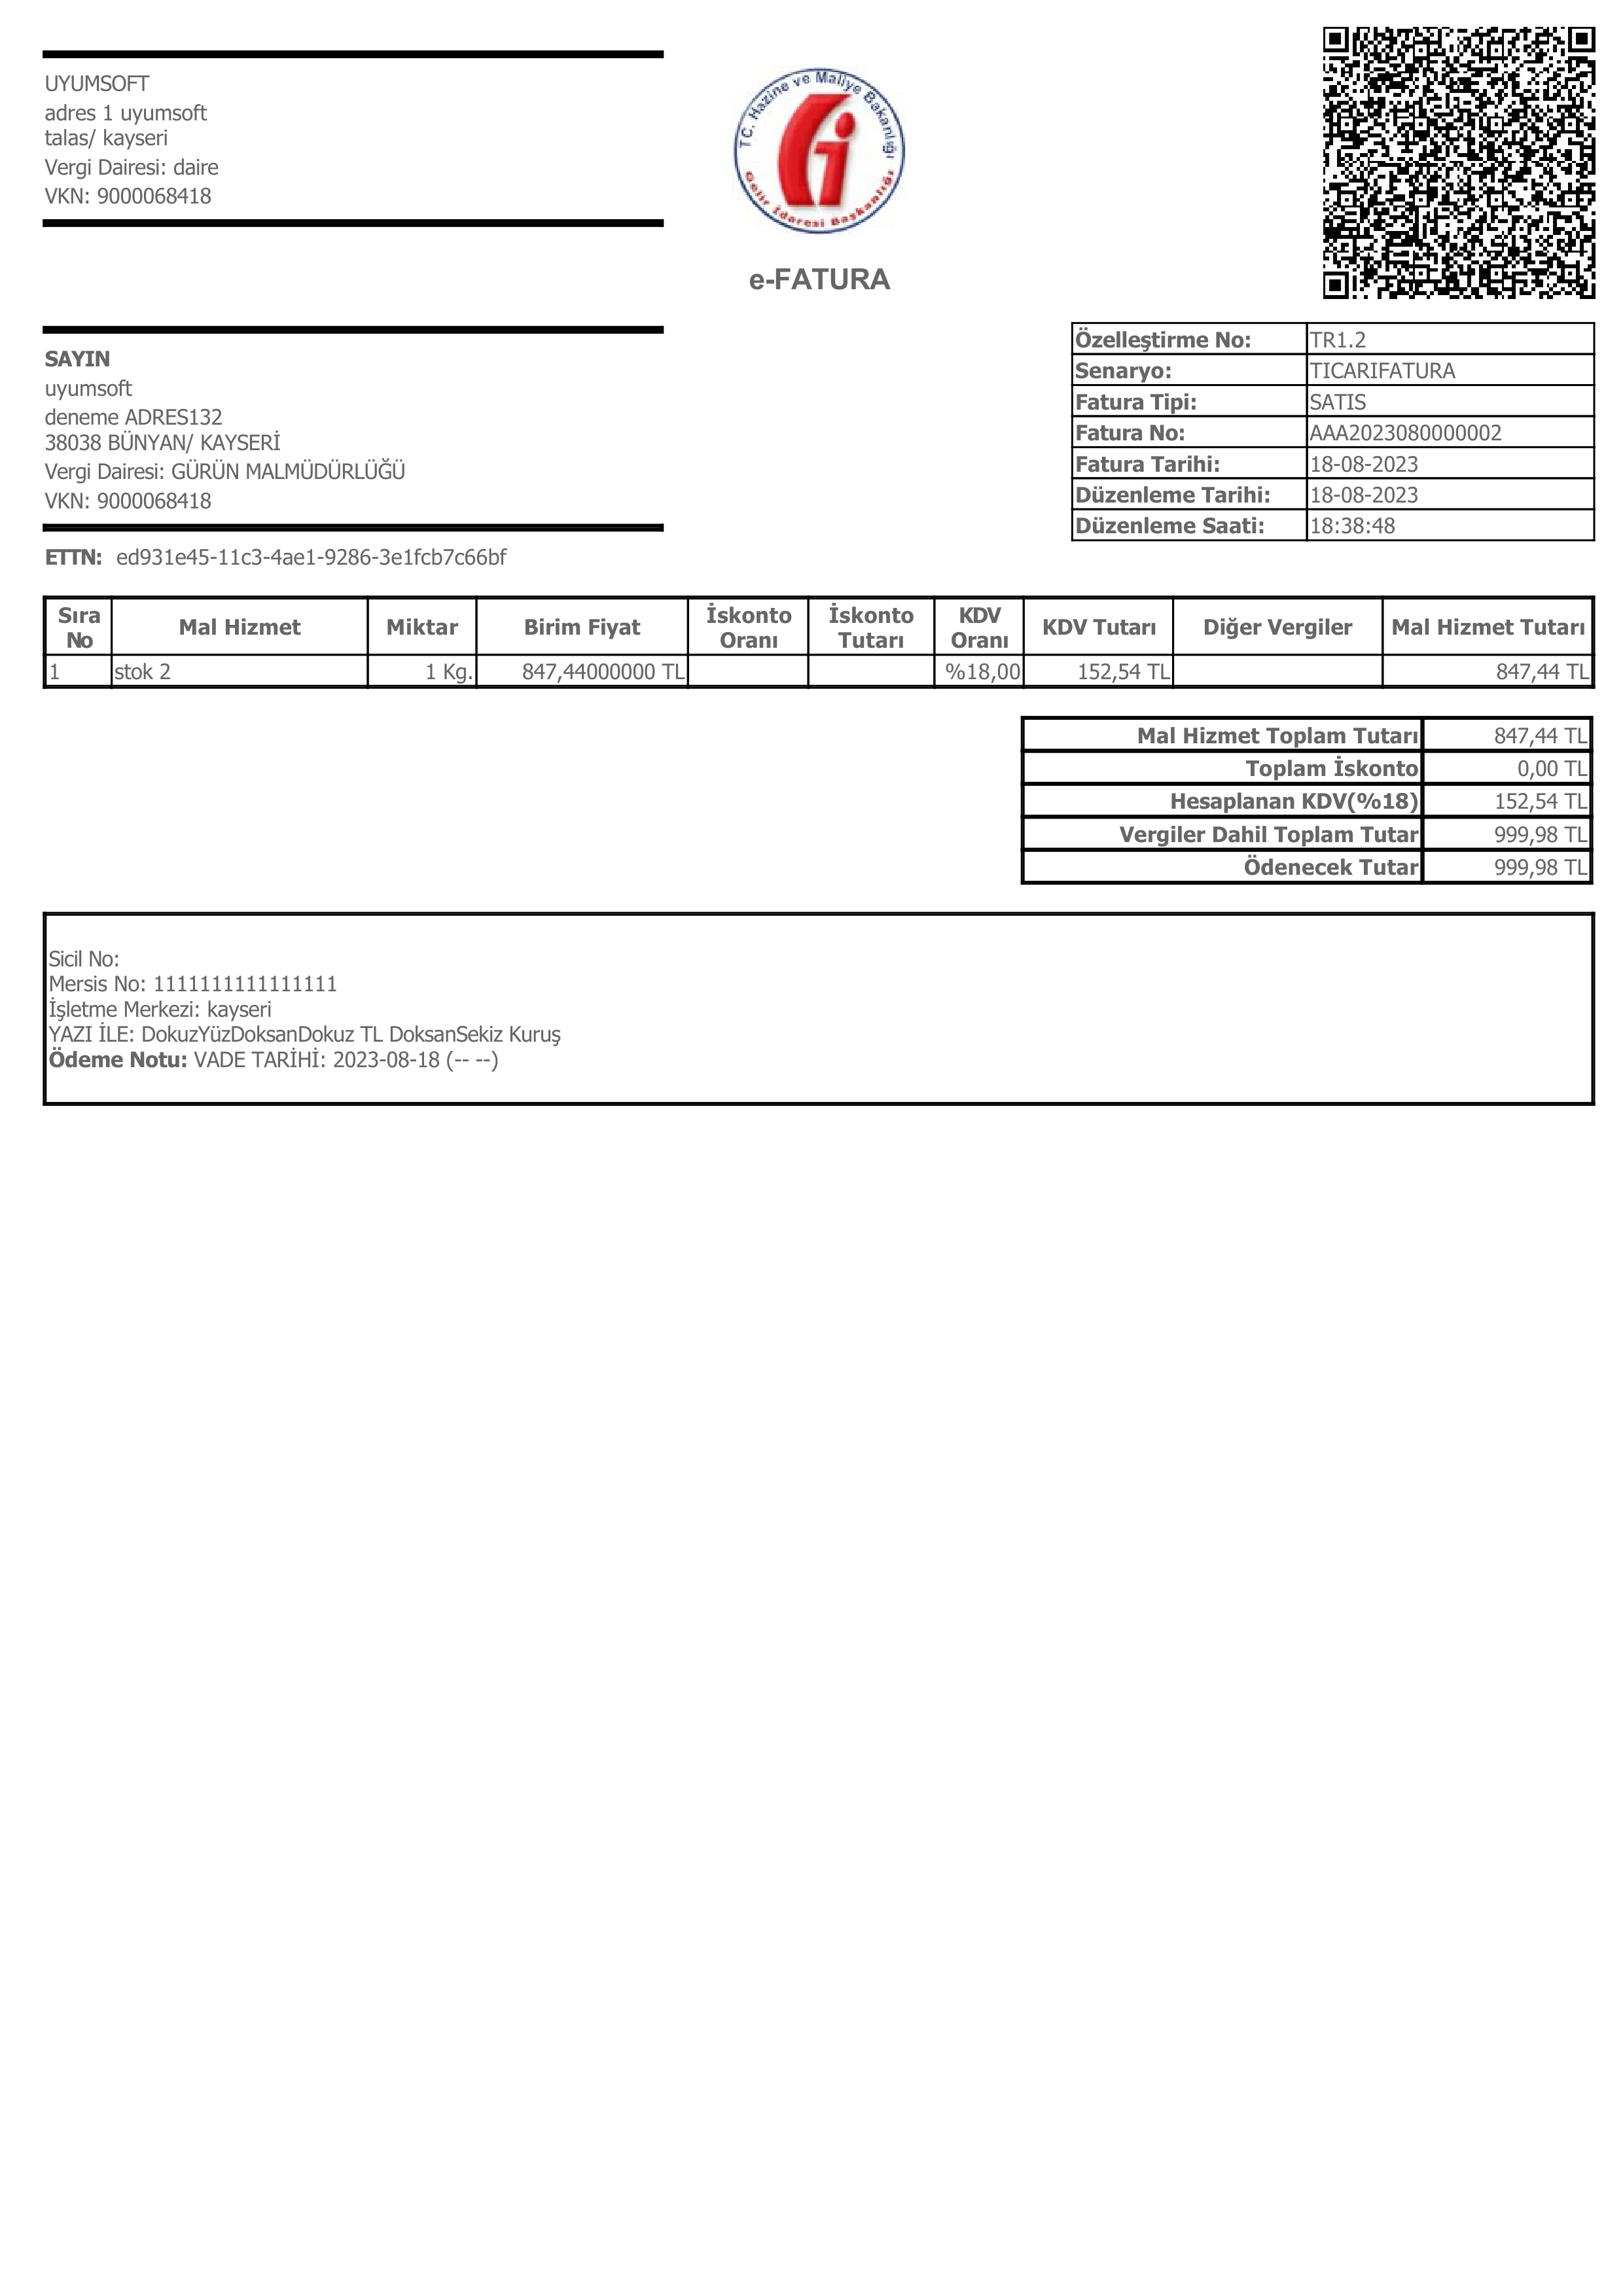 UYUMSOFT
adres 1 uyumsoft
talas/ kayseri
Vergi Dairesi: daire
VKN: 9000068418
T.C. Hazine ve Maliye Bakanlığı
Gelir İdaresi Başkanlığı
e-FATURA
SAYIN
uyumsoft
deneme ADRES132
38038 BÜNYAN/ KAYSERİ
Vergi Dairesi: GÜRÜN MALMÜDÜRLÜĞÜ
VKN: 9000068418
ETTN: ed931e45-11c3-4ae1-9286-3e1fcb7c66bf
Özelleştirme No: TR1.2
Senaryo: TICARIFATURA
Fatura Tipi: SATIS
Fatura No: AAA2023080000002
Fatura Tarihi: 18-08-2023
Düzenleme Tarihi: 18-08-2023
Düzenleme Saati: 18:38:48
Sıra No Mal Hizmet Miktar Birim Fiyat İskonto Oranı İskonto Tutarı KDV Oranı KDV Tutarı Diğer Vergiler Mal Hizmet Tutarı
1 stok 2 1 Kg. 847,44000000 TL %18,00 152,54 TL 847,44 TL
Mal Hizmet Toplam Tutarı 847,44 TL
Toplam İskonto 0,00 TL
Hesaplanan KDV(%18) 152,54 TL
Vergiler Dahil Toplam Tutar 999,98 TL
Ödenecek Tutar 999,98 TL
Sicil No:
Mersis No: 1111111111111111
İşletme Merkezi: kayseri
YAZI İLE: DokuzYüzDoksanDokuz TL DoksanSekiz Kuruş
Ödeme Notu: VADE TARİHİ: 2023-08-18 (-- --)